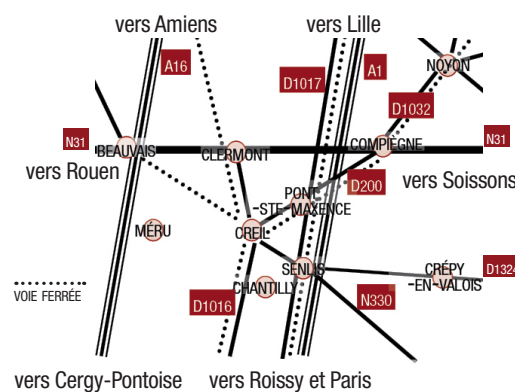 vers Amiens
vers Lille
A16
D1017
A1
NOYON
D1032
N31
BEAUVAIS
CLERMONT
COMPIÈGNE
N31
vers Rouen
D200
vers Soissons
PONT
-STE-MAXENCE
MÉRU
CREIL
SENLIS
CRÉPY
-EN-VALOIS
D1324
VOIE FERRÉE
CHANTILLY
D1016
N330
vers Cergy-Pontoise
vers Roissy et Paris